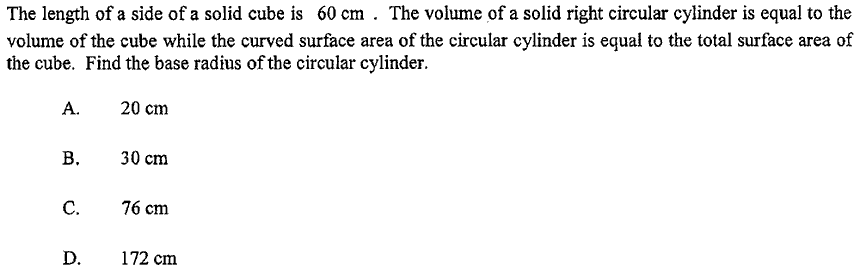 The length of a side of a solid cube is 60 cm . The volume of a solid right circular cylinder is equal to the
volume of the cube while the curved surface area of the circular cylinder is equal to the total surface area of
the cube. Find the base radius of the circular cylinder.
A. 20 cm
B. 30 cm
C. 76 cm
D. 172 cm